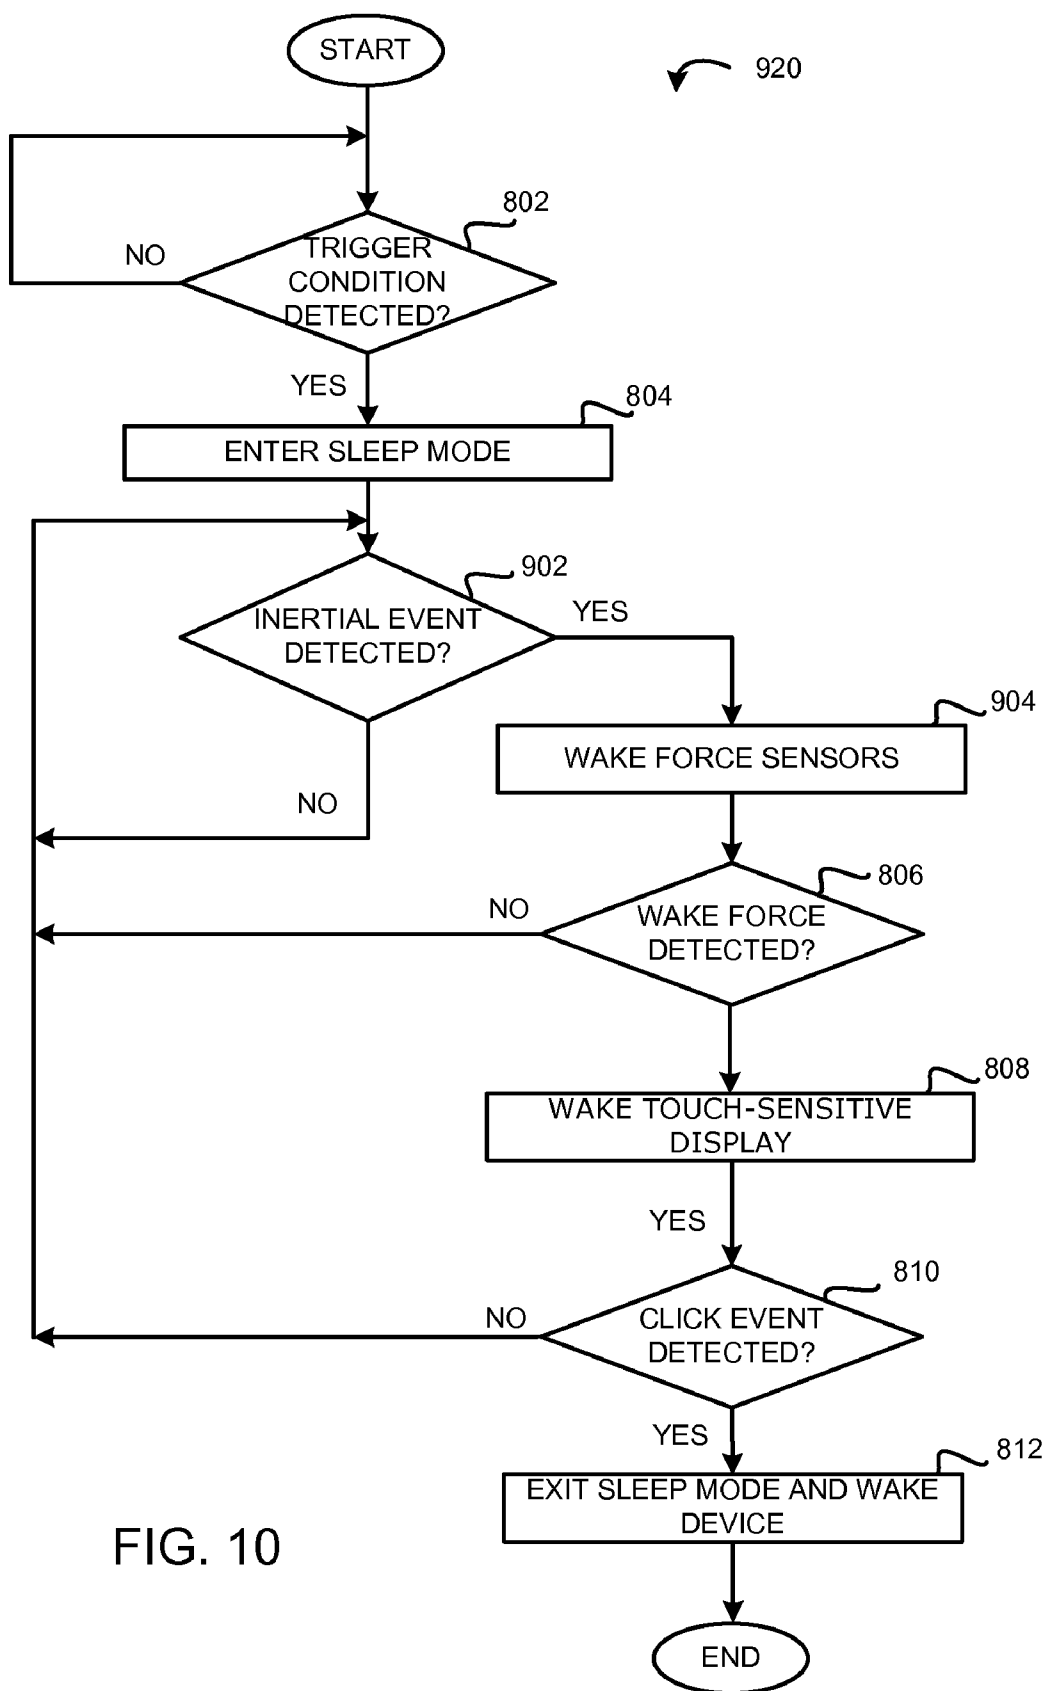 START
920
802
NO
TRIGGER
CONDITION
DETECTED?
YES
804
ENTER SLEEP MODE
902
INERTIAL EVENT
DETECTED?
YES
904
WAKE FORCE SENSORS
NO
806
NO
WAKE FORCE
DETECTED?
808
WAKE TOUCH-SENSITIVE
DISPLAY
YES
810
NO
CLICK EVENT
DETECTED?
YES
812
EXIT SLEEP MODE AND WAKE
DEVICE
FIG. 10
END